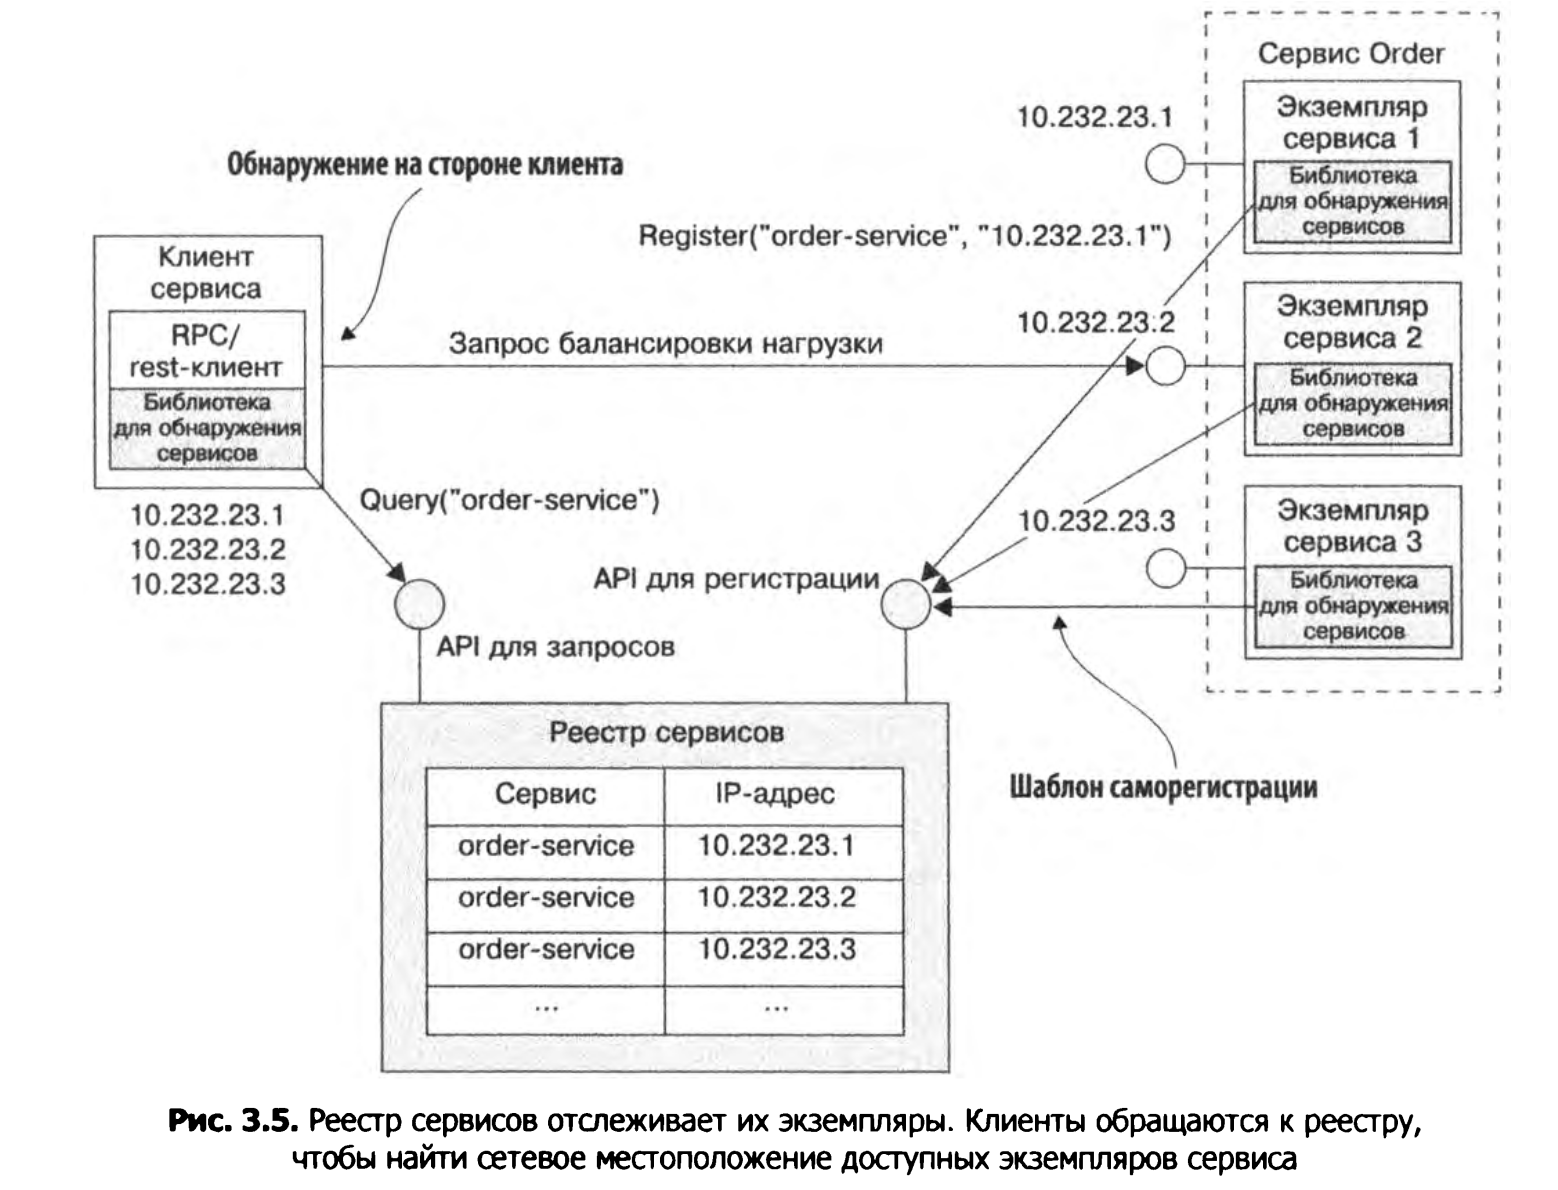 Сервис Order
10.232.23.1
Экземпляр
сервиса 1
Библиотека
для обнаружения
сервисов
Обнаружение на стороне клиента
Register("order-service", "10.232.23.1")
Клиент
сервиса
RPC/
rest-клиент
Библиотека
для обнаружения
сервисов
10.232.23.1
10.232.23.2
10.232.23.3
Запрос балансировки нагрузки
10.232.23.2
Экземпляр
сервиса 2
Библиотека
для обнаружения
сервисов
Query("order-service")
10.232.23.3
Экземпляр
сервиса 3
Библиотека
для обнаружения
сервисов
API для регистрации
API для запросов
Шаблон саморегистрации
Реестр сервисов
Сервис IP-адрес
order-service 10.232.23.1
order-service 10.232.23.2
order-service 10.232.23.3
... ...
Рис. 3.5. Реестр сервисов отслеживает их экземпляры. Клиенты обращаются к реестру,
чтобы найти сетевое местоположение доступных экземпляров сервиса